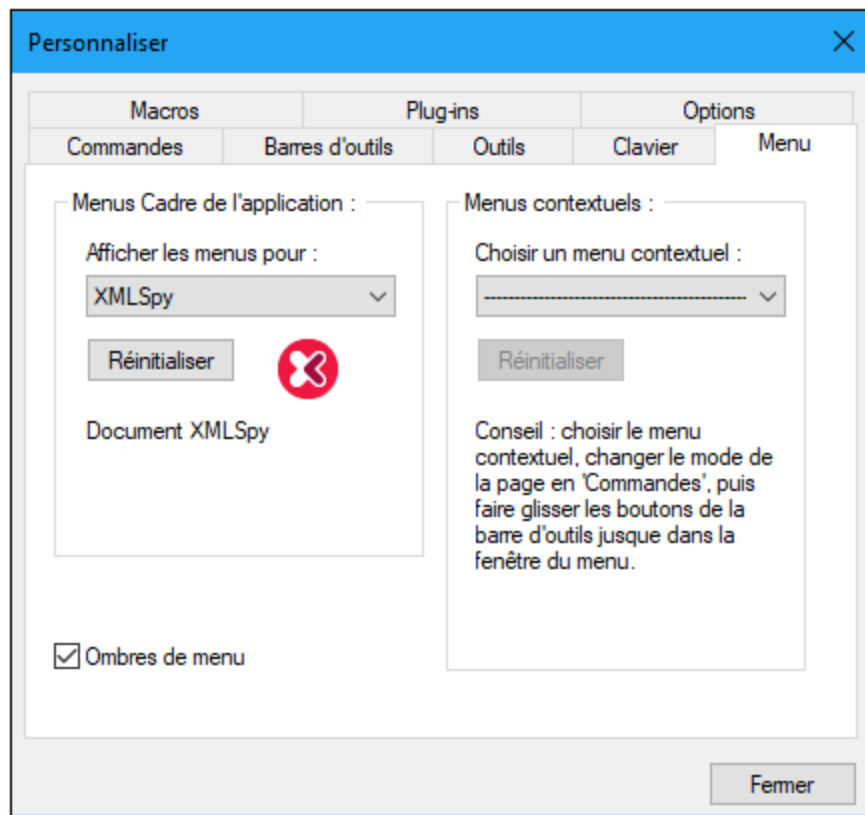 Personnaliser
Macros Plug-ins Options
Commandes Barres d'outils Outils Clavier Menu
Menus Cadre de l'application :
Afficher les menus pour :
XMLSpy
Réinitialiser
Document XMLSpy
Menus contextuels :
Choisir un menu contextuel :
--------------------------------------------
Réinitialiser
Conseil : choisir le menu
contextuel, changer le mode de
la page en 'Commandes', puis
faire glisser les boutons de la
barre d'outils jusque dans la
fenêtre du menu.
Ombres de menu
Fermer